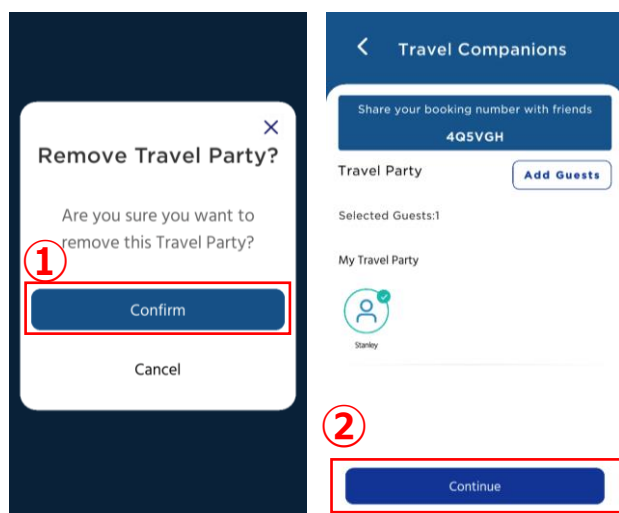 Remove Travel Party?
Are you sure you want to
remove this Travel Party?
①
Confirm
Cancel
Travel Companions
Share your booking number with friends
4Q5VGH
Travel Party
Add Guests
Selected Guests:1
My Travel Party
Stanley
②
Continue